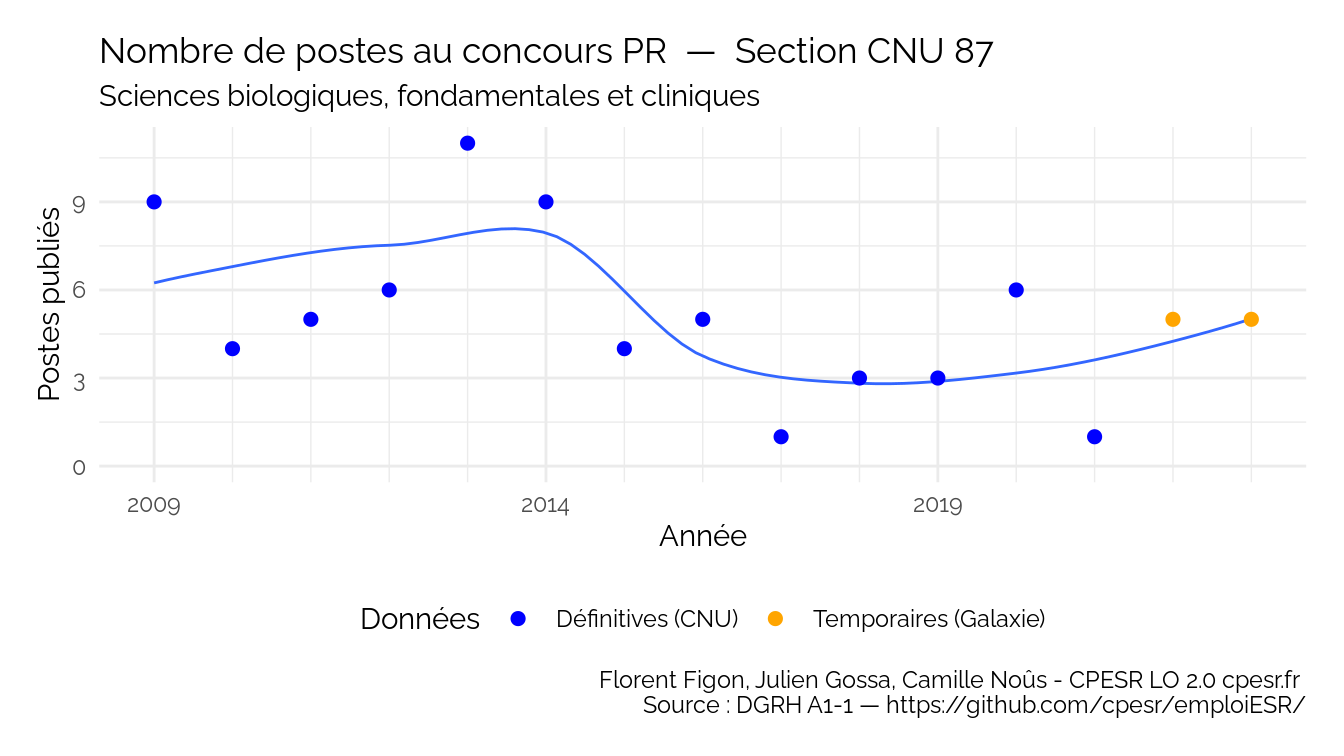 Nombre de postes au concours PR — Section CNU 87
Sciences biologiques, fondamentales et cliniques
Postes publiés
9
6
3
0
2009 2014 2019
Année
Données Définitives (CNU) Temporaires (Galaxie)
Florent Figon, Julien Gossa, Camille Noûs - CPESR LO 2.0 cpesr.fr
Source : DGRH A1-1 — https://github.com/cpesr/emploiESR/